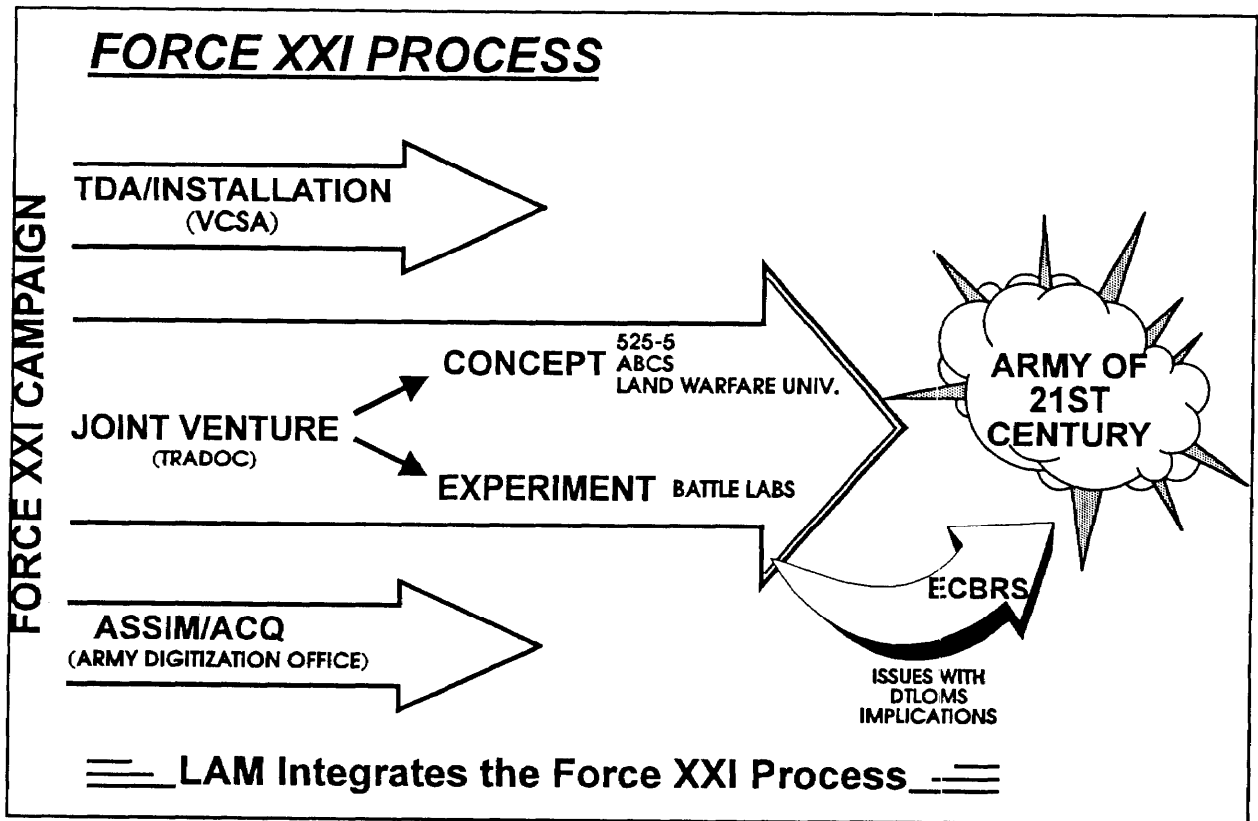 FORCE XXI PROCESS
FORCE XXI CAMPAIGN
TDA/INSTALLATION
(VCSA)
JOINT VENTURE
(TRADOC)
CONCEPT
525-5
ABCS
LAND WARFARE UNIV.
EXPERIMENT BATTLE LABS
ARMY OF
21ST
CENTURY
ECBRS
ISSUES WITH
DTLOMS
IMPLICATIONS
ASSIM/ACQ
(ARMY DIGITIZATION OFFICE)
LAM Integrates the Force XXI Process